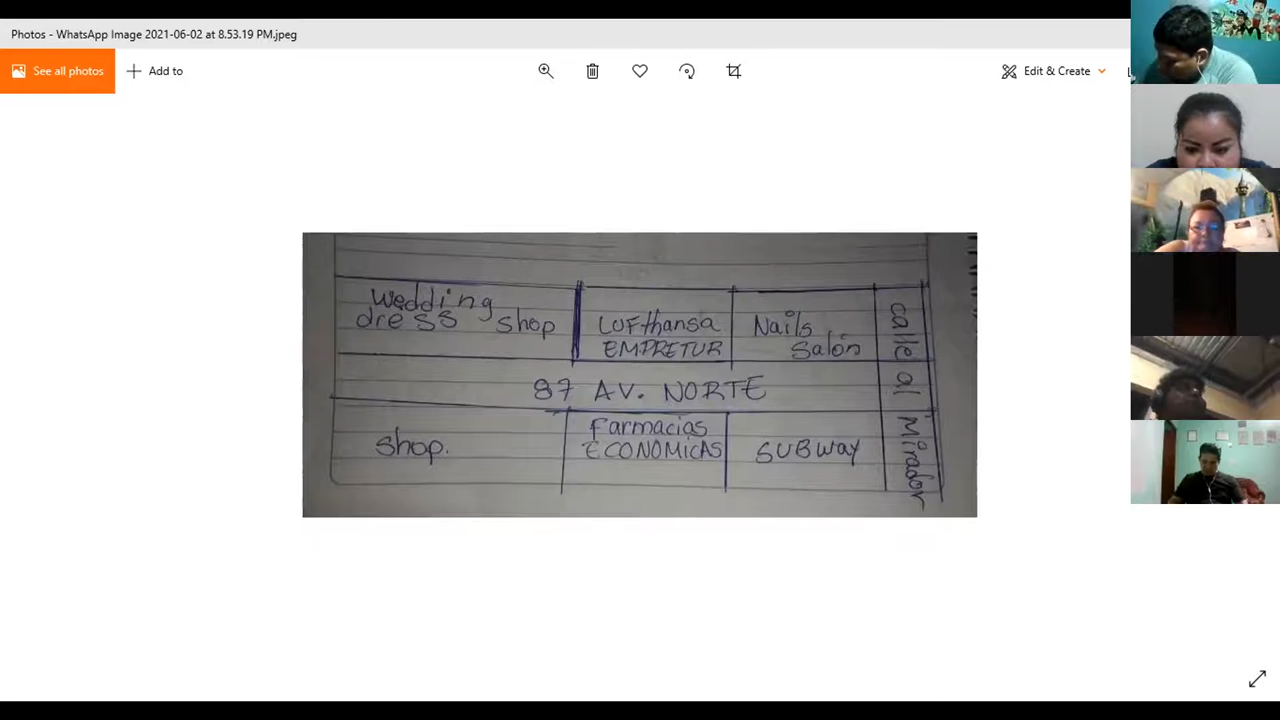 Photos - WhatsApp Image 2021-06-02 at 8.53.19 PM.jpeg
See all photos
Add to
Edit & Create
wedding
dress shop
LUFthansa
EMPRETUR
Nails
Salón
calle al Mirador
87 AV. NORTE
shop.
Farmacias
ECONOMICAS
SUBWay